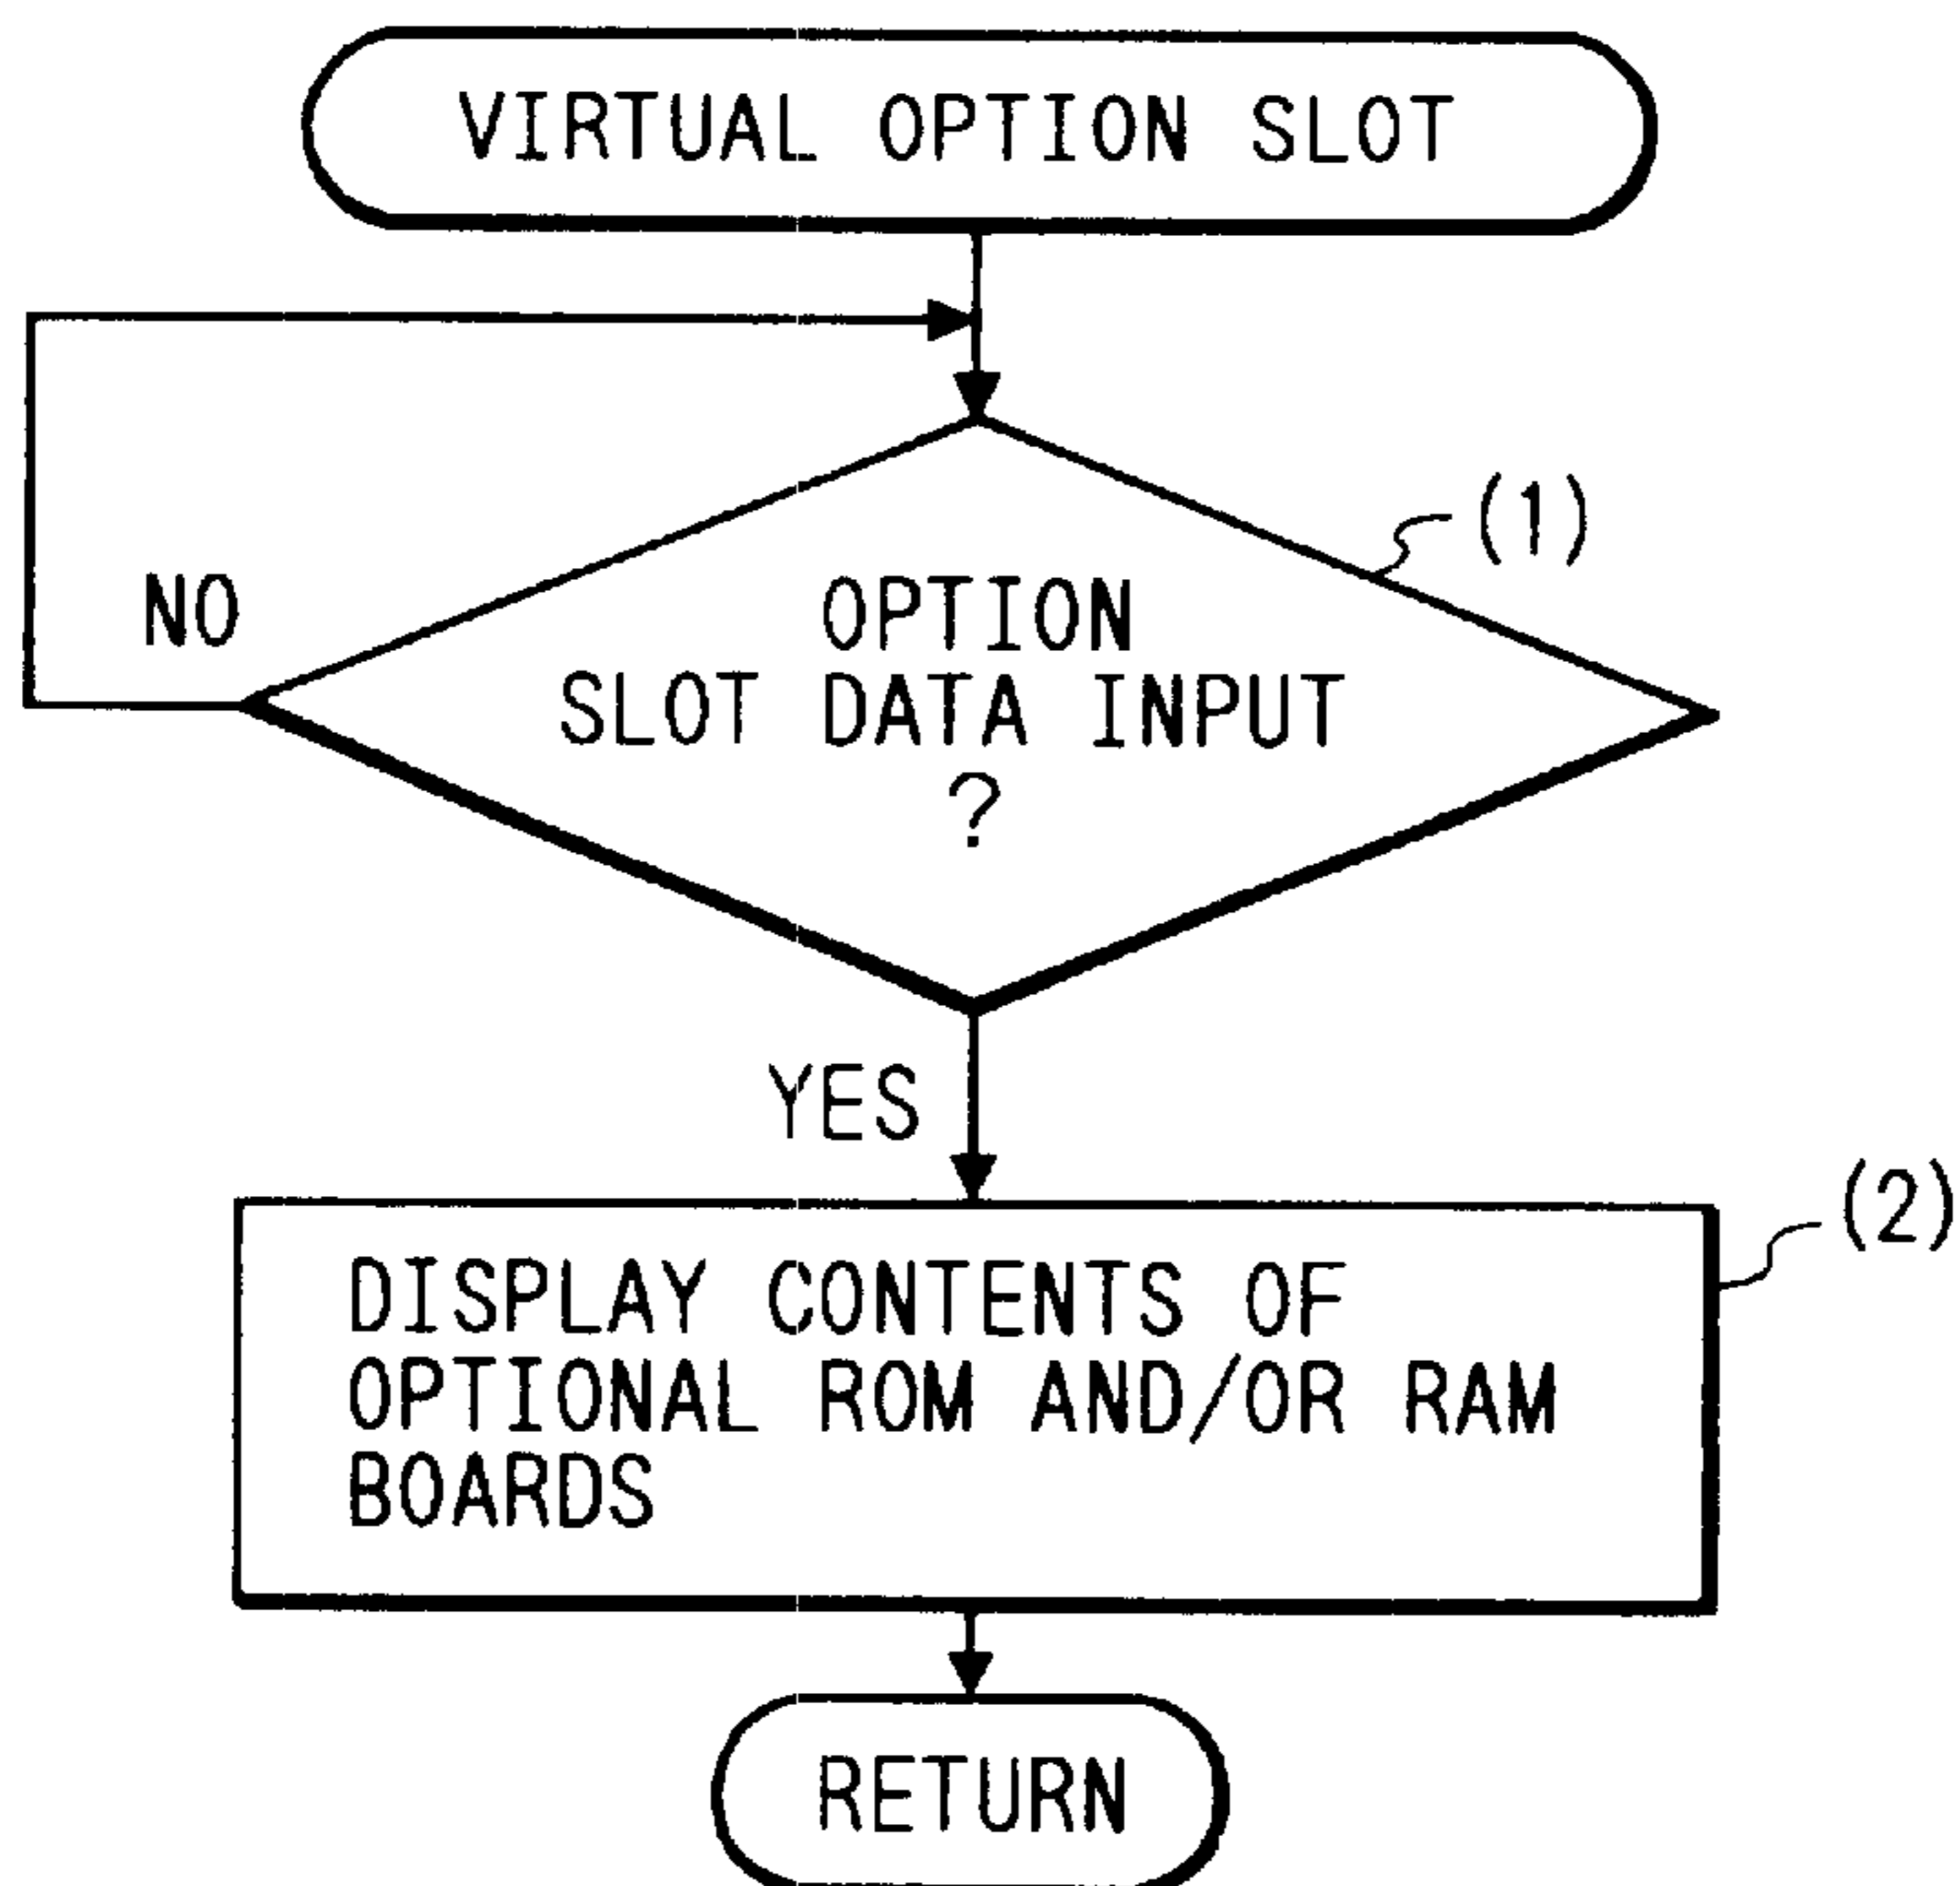 VIRTUAL OPTION SLOT
(1)
NO
OPTION
SLOT DATA INPUT
?
YES
(2)
DISPLAY CONTENTS OF
OPTIONAL ROM AND/OR RAM
BOARDS
RETURN